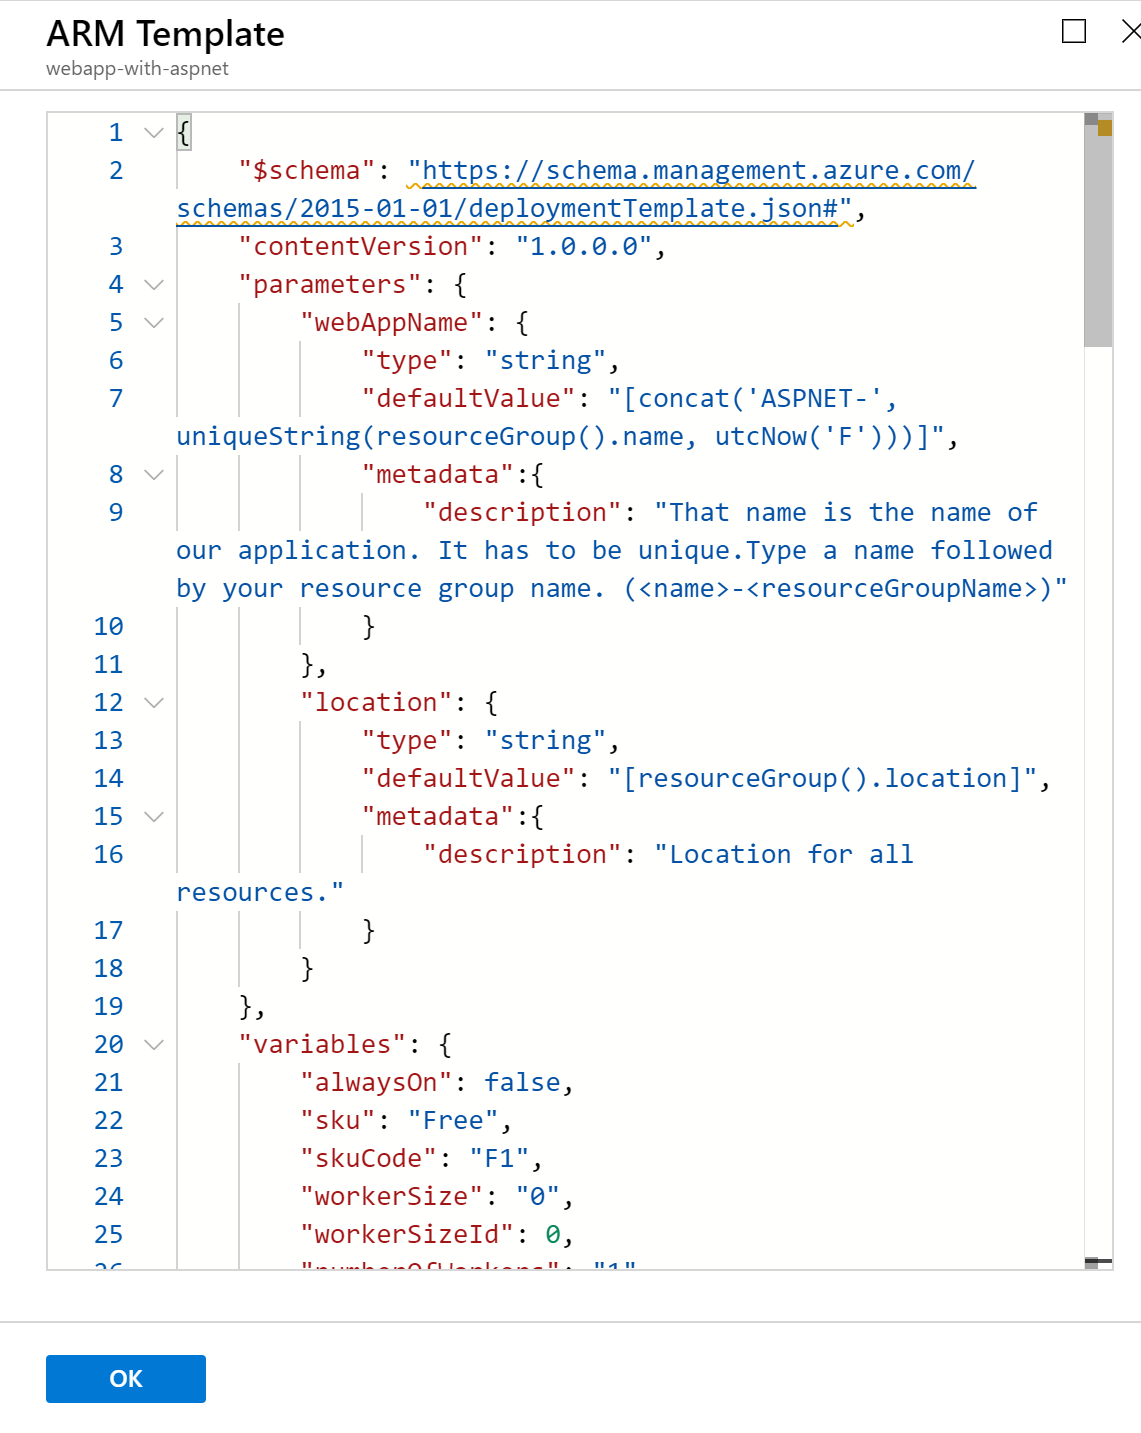 ARM Template
webapp-with-aspnet
1 {
2 "$schema": "https://schema.management.azure.com/
schemas/2015-01-01/deploymentTemplate.json#",
3 "contentVersion": "1.0.0.0",
4 "parameters": {
5 "webAppName": {
6 "type": "string",
7 "defaultValue": "[concat('ASPNET-',
uniqueString(resourceGroup().name, utcNow('F')))]",
8 "metadata":{
9 "description": "That name is the name of
our application. It has to be unique.Type a name followed
by your resource group name. (<name>-<resourceGroupName>)"
10 }
11 },
12 "location": {
13 "type": "string",
14 "defaultValue": "[resourceGroup().location]",
15 "metadata":{
16 "description": "Location for all
resources."
17 }
18 }
19 },
20 "variables": {
21 "alwaysOn": false,
22 "sku": "Free",
23 "skuCode": "F1",
24 "workerSize": "0",
25 "workerSizeId": 0,
26 "numberOfWorkers": "1"
OK